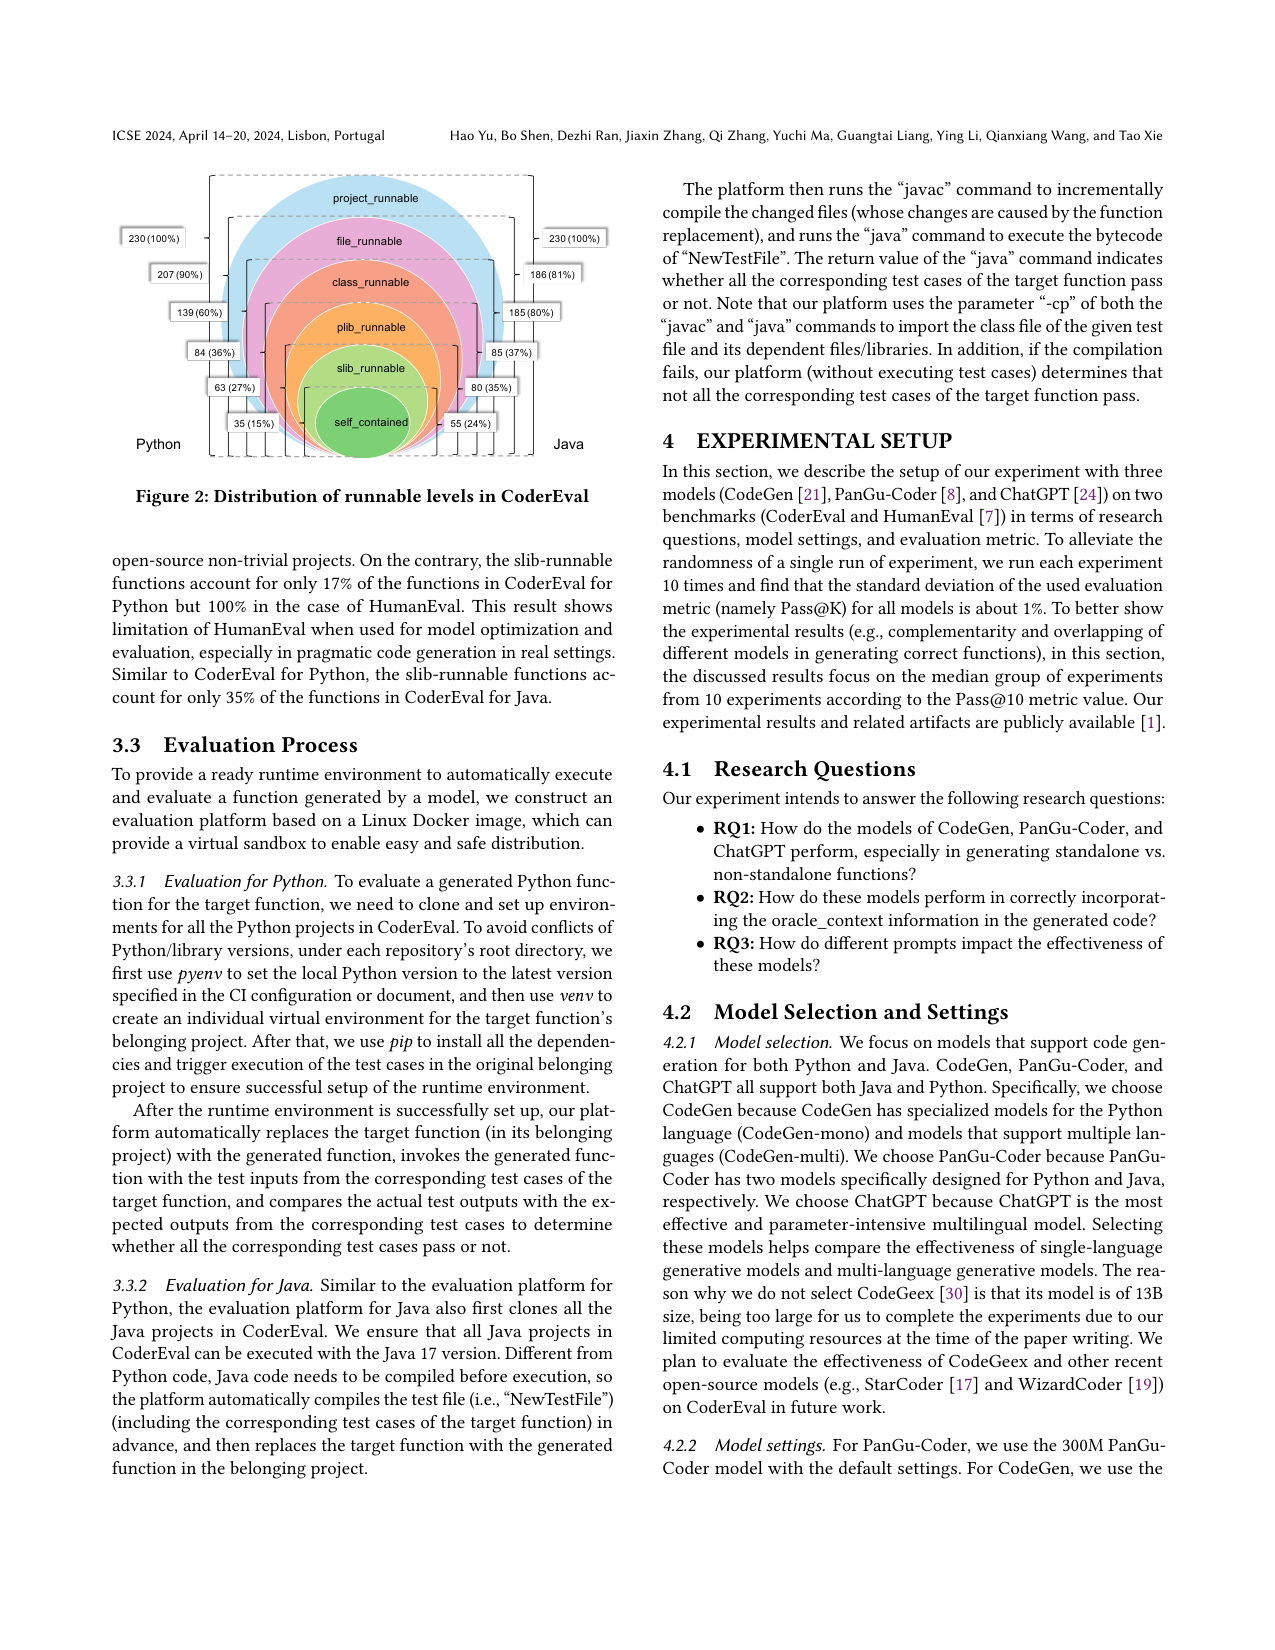 ICSE 2024, April 14–20, 2024, Lisbon, Portugal
Hao Yu, Bo Shen, Dezhi Ran, Jiaxin Zhang, Qi Zhang, Yuchi Ma, Guangtai Liang, Ying Li, Qianxiang Wang, and Tao Xie
project_runnable
230 (100%)
230 (100%)
file_runnable
207 (90%)
186 (81%)
class_runnable
139 (60%)
185 (80%)
plib_runnable
84 (36%)
85 (37%)
slib_runnable
63 (27%)
80 (35%)
self_contained
35 (15%)
55 (24%)
Python
Java
Figure 2: Distribution of runnable levels in CoderEval
open-source non-trivial projects. On the contrary, the slib-runnable
functions account for only 17% of the functions in CoderEval for
Python but 100% in the case of HumanEval. This result shows
limitation of HumanEval when used for model optimization and
evaluation, especially in pragmatic code generation in real settings.
Similar to CoderEval for Python, the slib-runnable functions ac-
count for only 35% of the functions in CoderEval for Java.
3.3 Evaluation Process
To provide a ready runtime environment to automatically execute
and evaluate a function generated by a model, we construct an
evaluation platform based on a Linux Docker image, which can
provide a virtual sandbox to enable easy and safe distribution.
3.3.1 Evaluation for Python. To evaluate a generated Python func-
tion for the target function, we need to clone and set up environ-
ments for all the Python projects in CoderEval. To avoid conflicts of
Python/library versions, under each repository's root directory, we
first use pyenv to set the local Python version to the latest version
specified in the CI configuration or document, and then use venv to
create an individual virtual environment for the target function's
belonging project. After that, we use pip to install all the dependen-
cies and trigger execution of the test cases in the original belonging
project to ensure successful setup of the runtime environment.
After the runtime environment is successfully set up, our plat-
form automatically replaces the target function (in its belonging
project) with the generated function, invokes the generated func-
tion with the test inputs from the corresponding test cases of the
target function, and compares the actual test outputs with the ex-
pected outputs from the corresponding test cases to determine
whether all the corresponding test cases pass or not.
3.3.2 Evaluation for Java. Similar to the evaluation platform for
Python, the evaluation platform for Java also first clones all the
Java projects in CoderEval. We ensure that all Java projects in
CoderEval can be executed with the Java 17 version. Different from
Python code, Java code needs to be compiled before execution, so
the platform automatically compiles the test file (i.e., “NewTestFile”)
(including the corresponding test cases of the target function) in
advance, and then replaces the target function with the generated
function in the belonging project.
The platform then runs the “javac” command to incrementally
compile the changed files (whose changes are caused by the function
replacement), and runs the “java” command to execute the bytecode
of “NewTestFile”. The return value of the “java” command indicates
whether all the corresponding test cases of the target function pass
or not. Note that our platform uses the parameter “-cp” of both the
“javac” and “java” commands to import the class file of the given test
file and its dependent files/libraries. In addition, if the compilation
fails, our platform (without executing test cases) determines that
not all the corresponding test cases of the target function pass.
4 EXPERIMENTAL SETUP
In this section, we describe the setup of our experiment with three
models (CodeGen [21], PanGu-Coder [8], and ChatGPT [24]) on two
benchmarks (CoderEval and HumanEval [7]) in terms of research
questions, model settings, and evaluation metric. To alleviate the
randomness of a single run of experiment, we run each experiment
10 times and find that the standard deviation of the used evaluation
metric (namely Pass@K) for all models is about 1%. To better show
the experimental results (e.g., complementarity and overlapping of
different models in generating correct functions), in this section,
the discussed results focus on the median group of experiments
from 10 experiments according to the Pass@10 metric value. Our
experimental results and related artifacts are publicly available [1].
4.1 Research Questions
Our experiment intends to answer the following research questions:
• RQ1: How do the models of CodeGen, PanGu-Coder, and
ChatGPT perform, especially in generating standalone vs.
non-standalone functions?
• RQ2: How do these models perform in correctly incorporat-
ing the oracle_context information in the generated code?
• RQ3: How do different prompts impact the effectiveness of
these models?
4.2 Model Selection and Settings
4.2.1 Model selection. We focus on models that support code gen-
eration for both Python and Java. CodeGen, PanGu-Coder, and
ChatGPT all support both Java and Python. Specifically, we choose
CodeGen because CodeGen has specialized models for the Python
language (CodeGen-mono) and models that support multiple lan-
guages (CodeGen-multi). We choose PanGu-Coder because PanGu-
Coder has two models specifically designed for Python and Java,
respectively. We choose ChatGPT because ChatGPT is the most
effective and parameter-intensive multilingual model. Selecting
these models helps compare the effectiveness of single-language
generative models and multi-language generative models. The rea-
son why we do not select CodeGeex [30] is that its model is of 13B
size, being too large for us to complete the experiments due to our
limited computing resources at the time of the paper writing. We
plan to evaluate the effectiveness of CodeGeex and other recent
open-source models (e.g., StarCoder [17] and WizardCoder [19])
on CoderEval in future work.
4.2.2 Model settings. For PanGu-Coder, we use the 300M PanGu-
Coder model with the default settings. For CodeGen, we use the